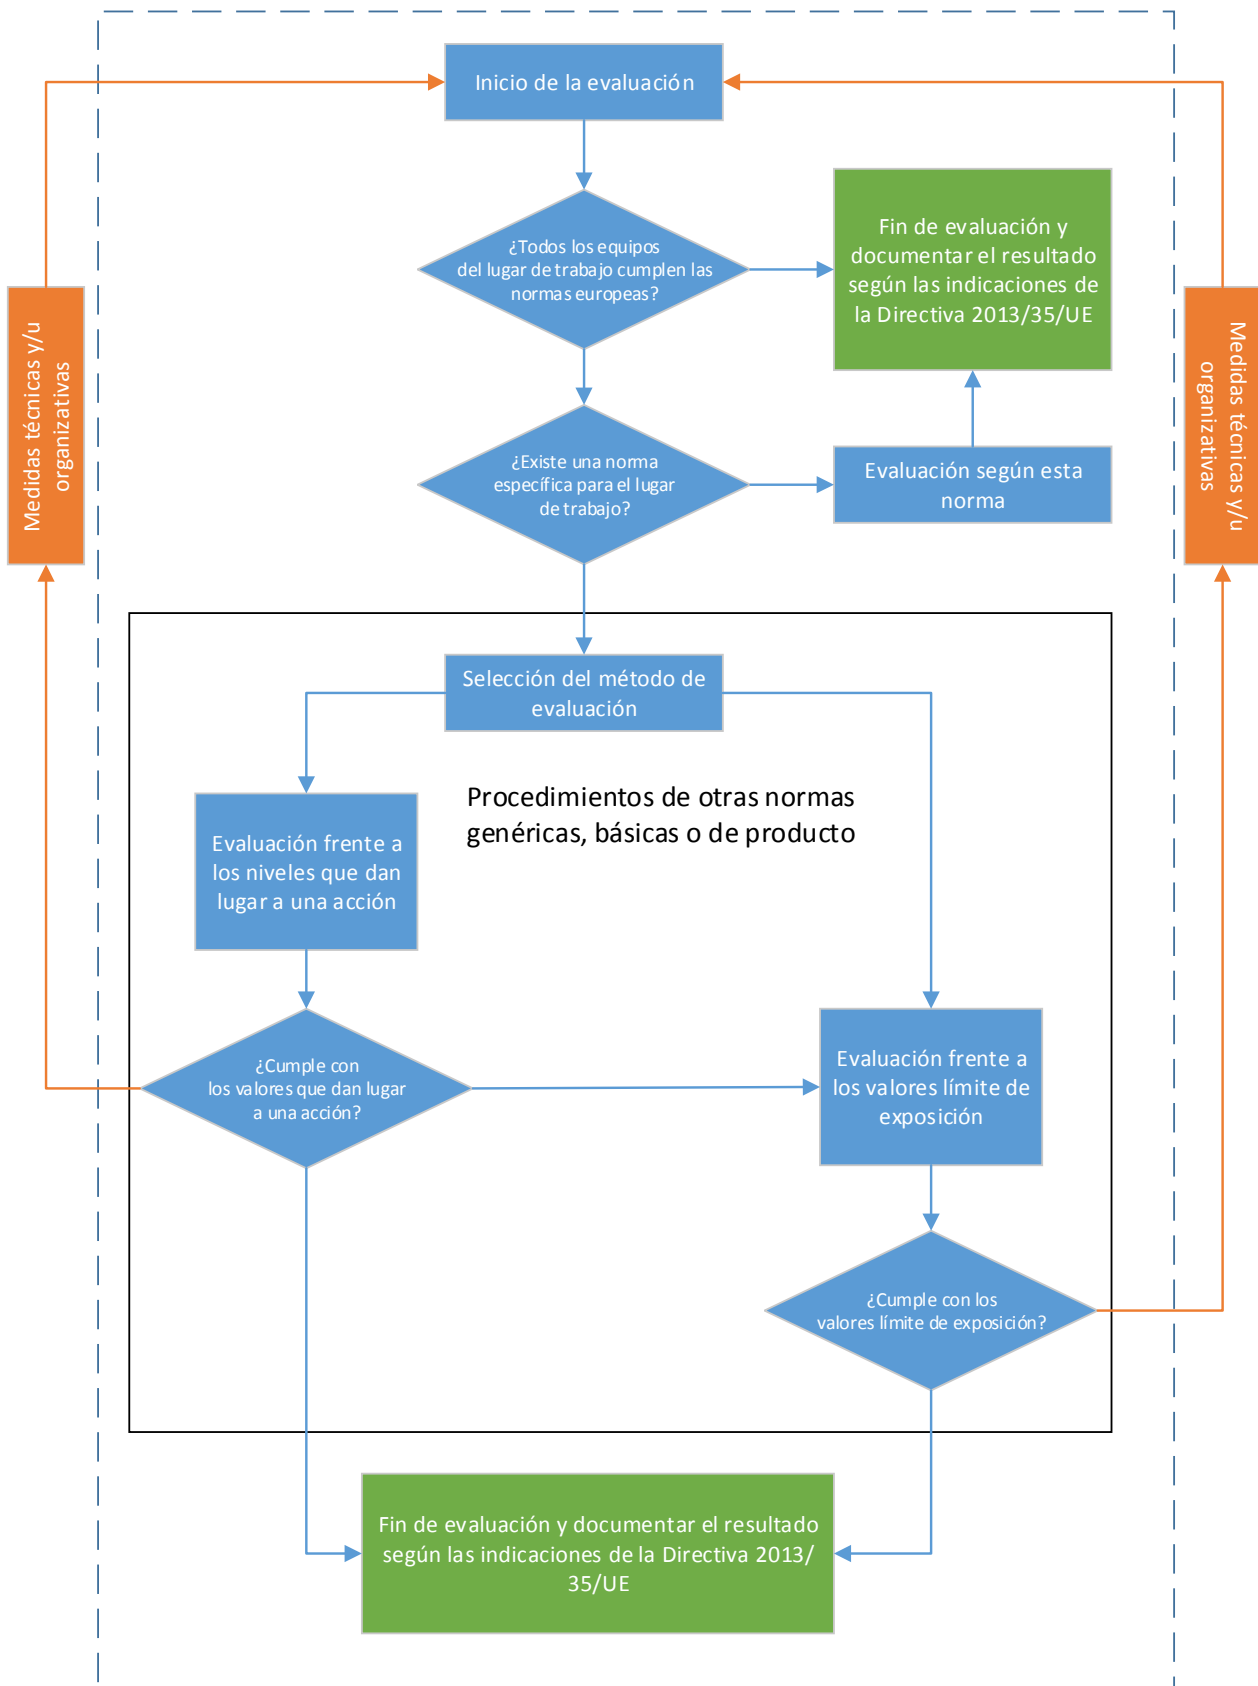 Inicio de la evaluación
¿Todos los equipos
del lugar de trabajo cumplen las
normas europeas?
Fin de evaluación y
documentar el resultado
según las indicaciones de
la Directiva 2013/35/UE
Medidas técnicas y/u
organizativas
Medidas técnicas y/u
organizativas
¿Existe una norma
específica para el lugar
de trabajo?
Evaluación según esta
norma
Selección del método de
evaluación
Procedimientos de otras normas
genéricas, básicas o de producto
Evaluación frente a
los niveles que dan
lugar a una acción
¿Cumple con
los valores que dan lugar
a una acción?
Evaluación frente a
los valores límite de
exposición
¿Cumple con los
valores límite de exposición?
Fin de evaluación y documentar el resultado
según las indicaciones de la Directiva 2013/
35/UE